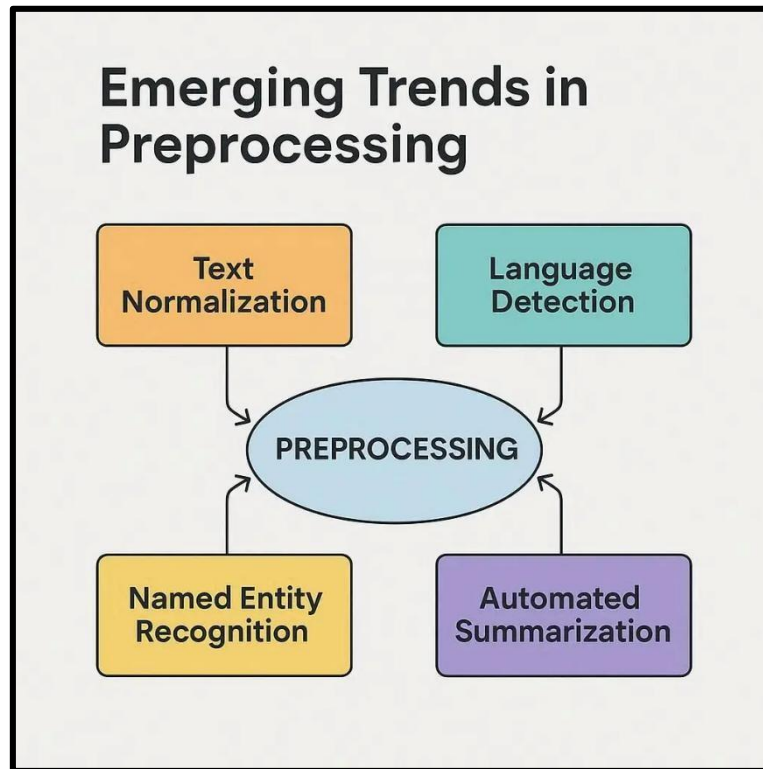 Emerging Trends in
Preprocessing
Text
Normalization
Language
Detection
PREPROCESSING
Named Entity
Recognition
Automated
Summarization